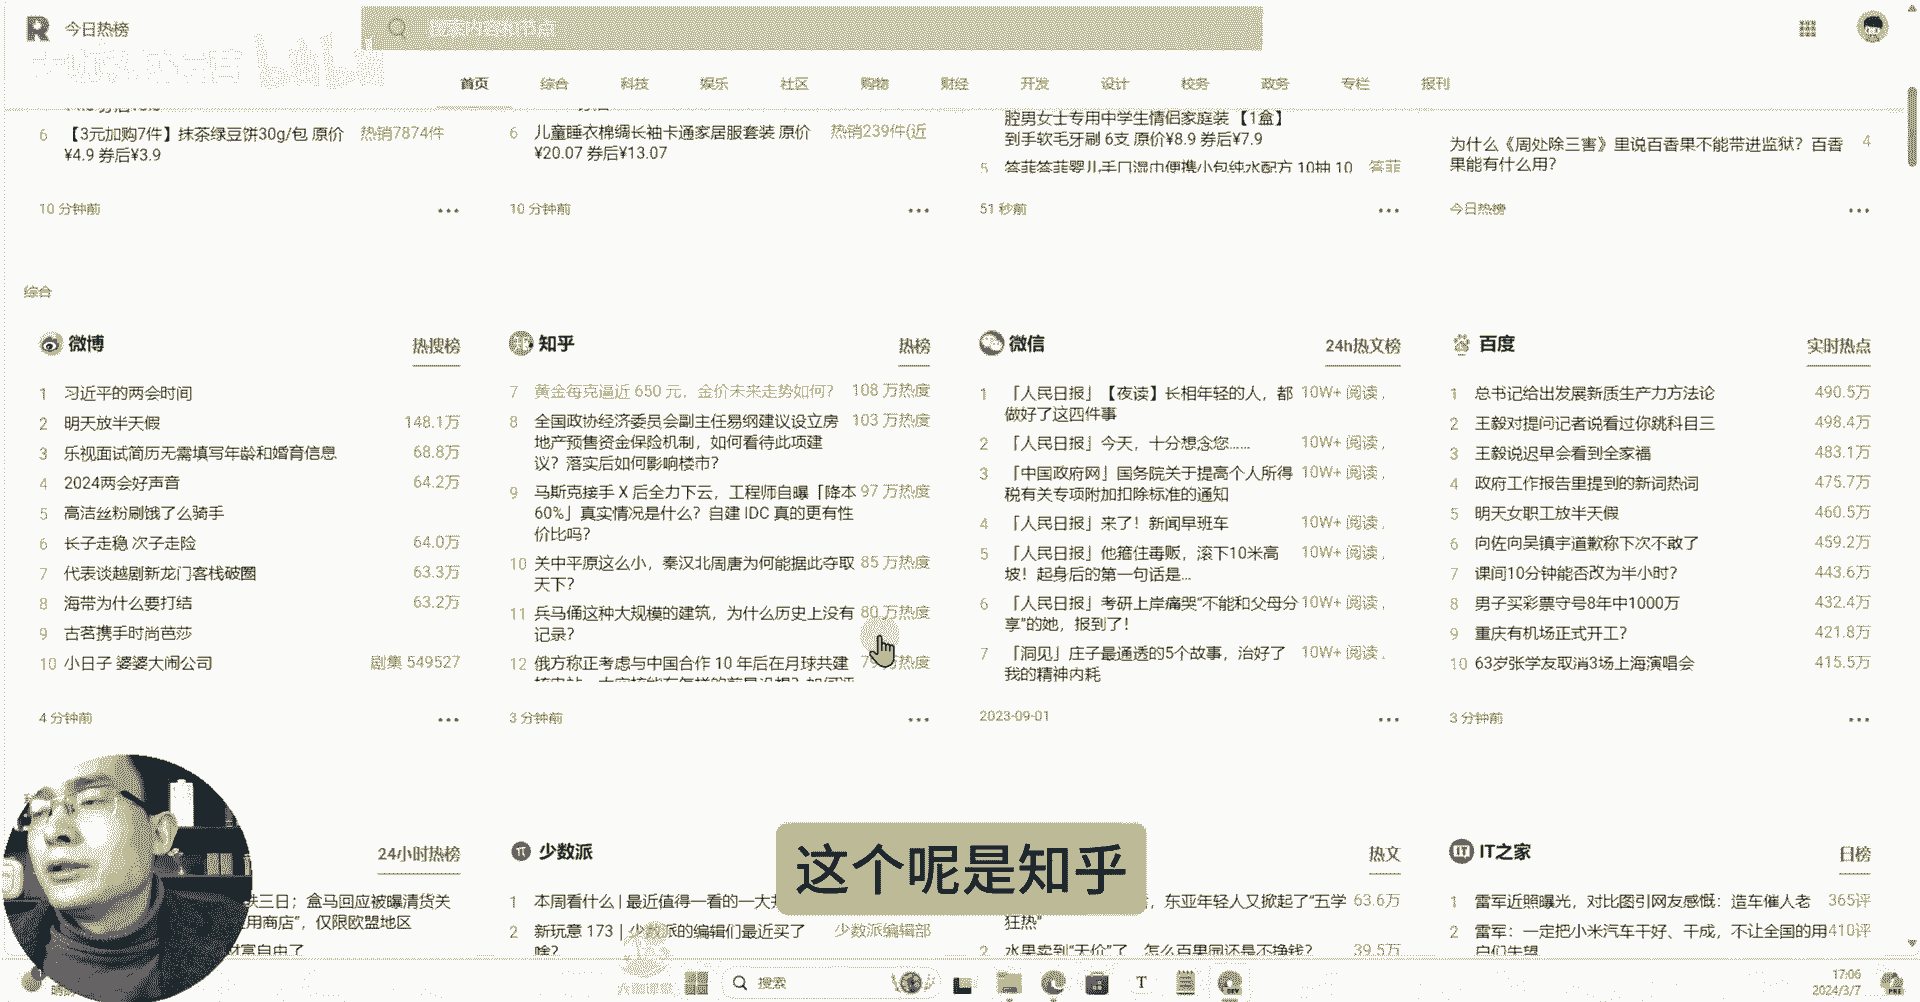 今日热榜
搜索内容和节点
首页 综合 科技 娱乐 社区 购物 财经 开发 设计 校务 政务 专栏 报刊
6 【3元加购7件】抹茶绿豆饼30g/包 原价 热销7874件
¥4.9 券后¥3.9
10 分钟前
6 儿童睡衣棉绸长袖卡通家居服套装 原价 热销239件(近
¥20.07 券后¥13.07
10 分钟前
腔男女士专用中学生情侣家庭装 【1盒】
到手软毛牙刷 6支 原价¥8.9 券后¥7.9
5 答菲答菲婴儿手口湿巾便携小包纯水配方 10抽 10 答菲
51 秒前
为什么《周处除三害》里说百香果不能带进监狱？百香 4
果能有什么用？
今日热榜
综合
微博 热搜榜
1 习近平的两会时间
2 明天放半天假 148.1万
3 乐视面试简历无需填写年龄和婚育信息 68.8万
4 2024两会好声音 64.2万
5 高洁丝粉刷饿了么骑手
6 长子走稳 次子走险 64.0万
7 代表谈越剧新龙门客栈破圈 63.3万
8 海带为什么要打结 63.2万
9 古茗携手时尚芭莎
10 小日子 婆婆大闹公司 剧集 549527
4 分钟前
知乎 热榜
7 黄金每克逼近 650 元，金价未来走势如何？ 108 万热度
8 全国政协经济委员会副主任易纲建议设立房 103 万热度
地产预售资金保险机制，如何看待此项建
议？落实后如何影响楼市？
9 马斯克接手 X 后全力下云，工程师自曝「降本 97 万热度
60%」真实情况是什么？自建 IDC 真的更有性
价比吗？
10 关中平原这么小，秦汉北周唐为何能据此夺取 85 万热度
天下？
11 兵马俑这种大规模的建筑，为什么历史上没有 80 万热度
记录？
12 俄方称正考虑与中国合作 10 年后在月球共建 万热度
3 分钟前
微信 24h热文榜
1 「人民日报」【夜读】长相年轻的人，都 10W+ 阅读，
做好了这四件事
2 「人民日报」今天，十分想念您…… 10W+ 阅读，
3 「中国政府网」国务院关于提高个人所得 10W+ 阅读，
税有关专项附加扣除标准的通知
4 「人民日报」来了！新闻早班车 10W+ 阅读，
5 「人民日报」他箍住毒贩，滚下10米高 10W+ 阅读，
坡！起身后的第一句话是...
6 「人民日报」考研上岸痛哭“不能和父母分 10W+ 阅读，
享”的她，报到了！
7 「洞见」庄子最通透的5个故事，治好了 10W+ 阅读，
我的精神内耗
2023-09-01
百度 实时热点
1 总书记给出发展新质生产力方法论 490.5万
2 王毅对提问记者说看过你跳科目三 498.4万
3 王毅说迟早会看到全家福 483.1万
4 政府工作报告里提到的新词热词 475.7万
5 明天女职工放半天假 460.5万
6 向佐向吴镇宇道歉称下次不敢了 459.2万
7 课间10分钟能否改为半小时？ 443.6万
8 男子买彩票守号8年中1000万 432.4万
9 重庆有机场正式开工？ 421.8万
10 63岁张学友取消3场上海演唱会 415.5万
3 分钟前
24小时热榜
三日；盒马回应被曝清货关
用商店”，仅限欧盟地区
财富自由了
少数派
1 本周看什么 | 最近值得一看的一大
2 新玩意 173 | 少数派的编辑们最近买了 少数派编辑部
啥？
热文
，东亚年轻人又掀起了“五学 63.6万
狂热”
2 水果卖到“天价”了，怎么百果园还是不挣钱？ 39.5万
IT之家 日榜
1 雷军近照曝光，对比图引网友感慨：造车催人老 365评
2 雷军：一定把小米汽车干好、干成，不让全国的用 410评
户们失望
这个呢是知乎
搜索
17:06
2024/3/7